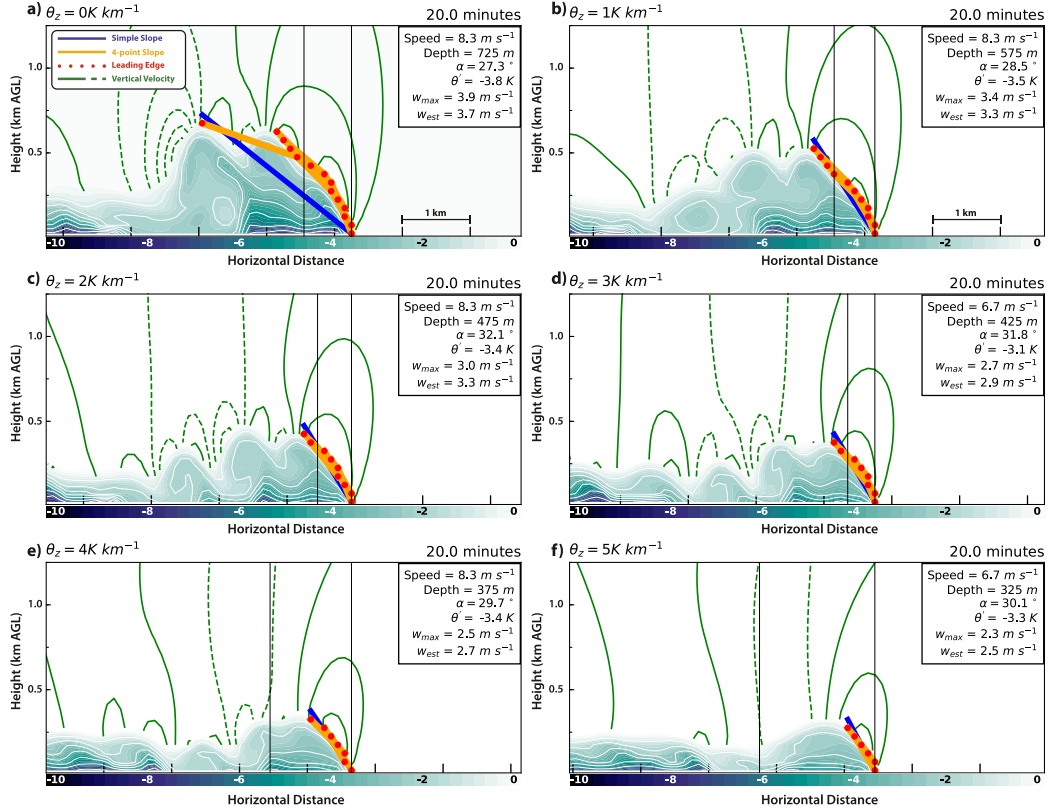 a) θz = 0K km⁻¹ 20.0 minutes
Simple Slope
4-point Slope
Leading Edge
Vertical Velocity
Speed = 8.3 m s⁻¹
Depth = 725 m
α = 27.3 °
θ' = -3.8 K
wmax = 3.9 m s⁻¹
west = 3.7 m s⁻¹
Height (km AGL)
1.0
0.5
1 km
-10 -8 -6 -4 -2 0
Horizontal Distance
b) θz = 1K km⁻¹ 20.0 minutes
Speed = 8.3 m s⁻¹
Depth = 575 m
α = 28.5 °
θ' = -3.5 K
wmax = 3.4 m s⁻¹
west = 3.3 m s⁻¹
Height (km AGL)
1.0
0.5
1 km
-10 -8 -6 -4 -2 0
Horizontal Distance
c) θz = 2K km⁻¹ 20.0 minutes
Speed = 8.3 m s⁻¹
Depth = 475 m
α = 32.1 °
θ' = -3.4 K
wmax = 3.0 m s⁻¹
west = 3.3 m s⁻¹
Height (km AGL)
1.0
0.5
-10 -8 -6 -4 -2 0
Horizontal Distance
d) θz = 3K km⁻¹ 20.0 minutes
Speed = 6.7 m s⁻¹
Depth = 425 m
α = 31.8 °
θ' = -3.1 K
wmax = 2.7 m s⁻¹
west = 2.9 m s⁻¹
Height (km AGL)
1.0
0.5
-10 -8 -6 -4 -2 0
Horizontal Distance
e) θz = 4K km⁻¹ 20.0 minutes
Speed = 8.3 m s⁻¹
Depth = 375 m
α = 29.7 °
θ' = -3.4 K
wmax = 2.5 m s⁻¹
west = 2.7 m s⁻¹
Height (km AGL)
1.0
0.5
-10 -8 -6 -4 -2 0
Horizontal Distance
f) θz = 5K km⁻¹ 20.0 minutes
Speed = 6.7 m s⁻¹
Depth = 325 m
α = 30.1 °
θ' = -3.3 K
wmax = 2.3 m s⁻¹
west = 2.5 m s⁻¹
Height (km AGL)
1.0
0.5
-10 -8 -6 -4 -2 0
Horizontal Distance